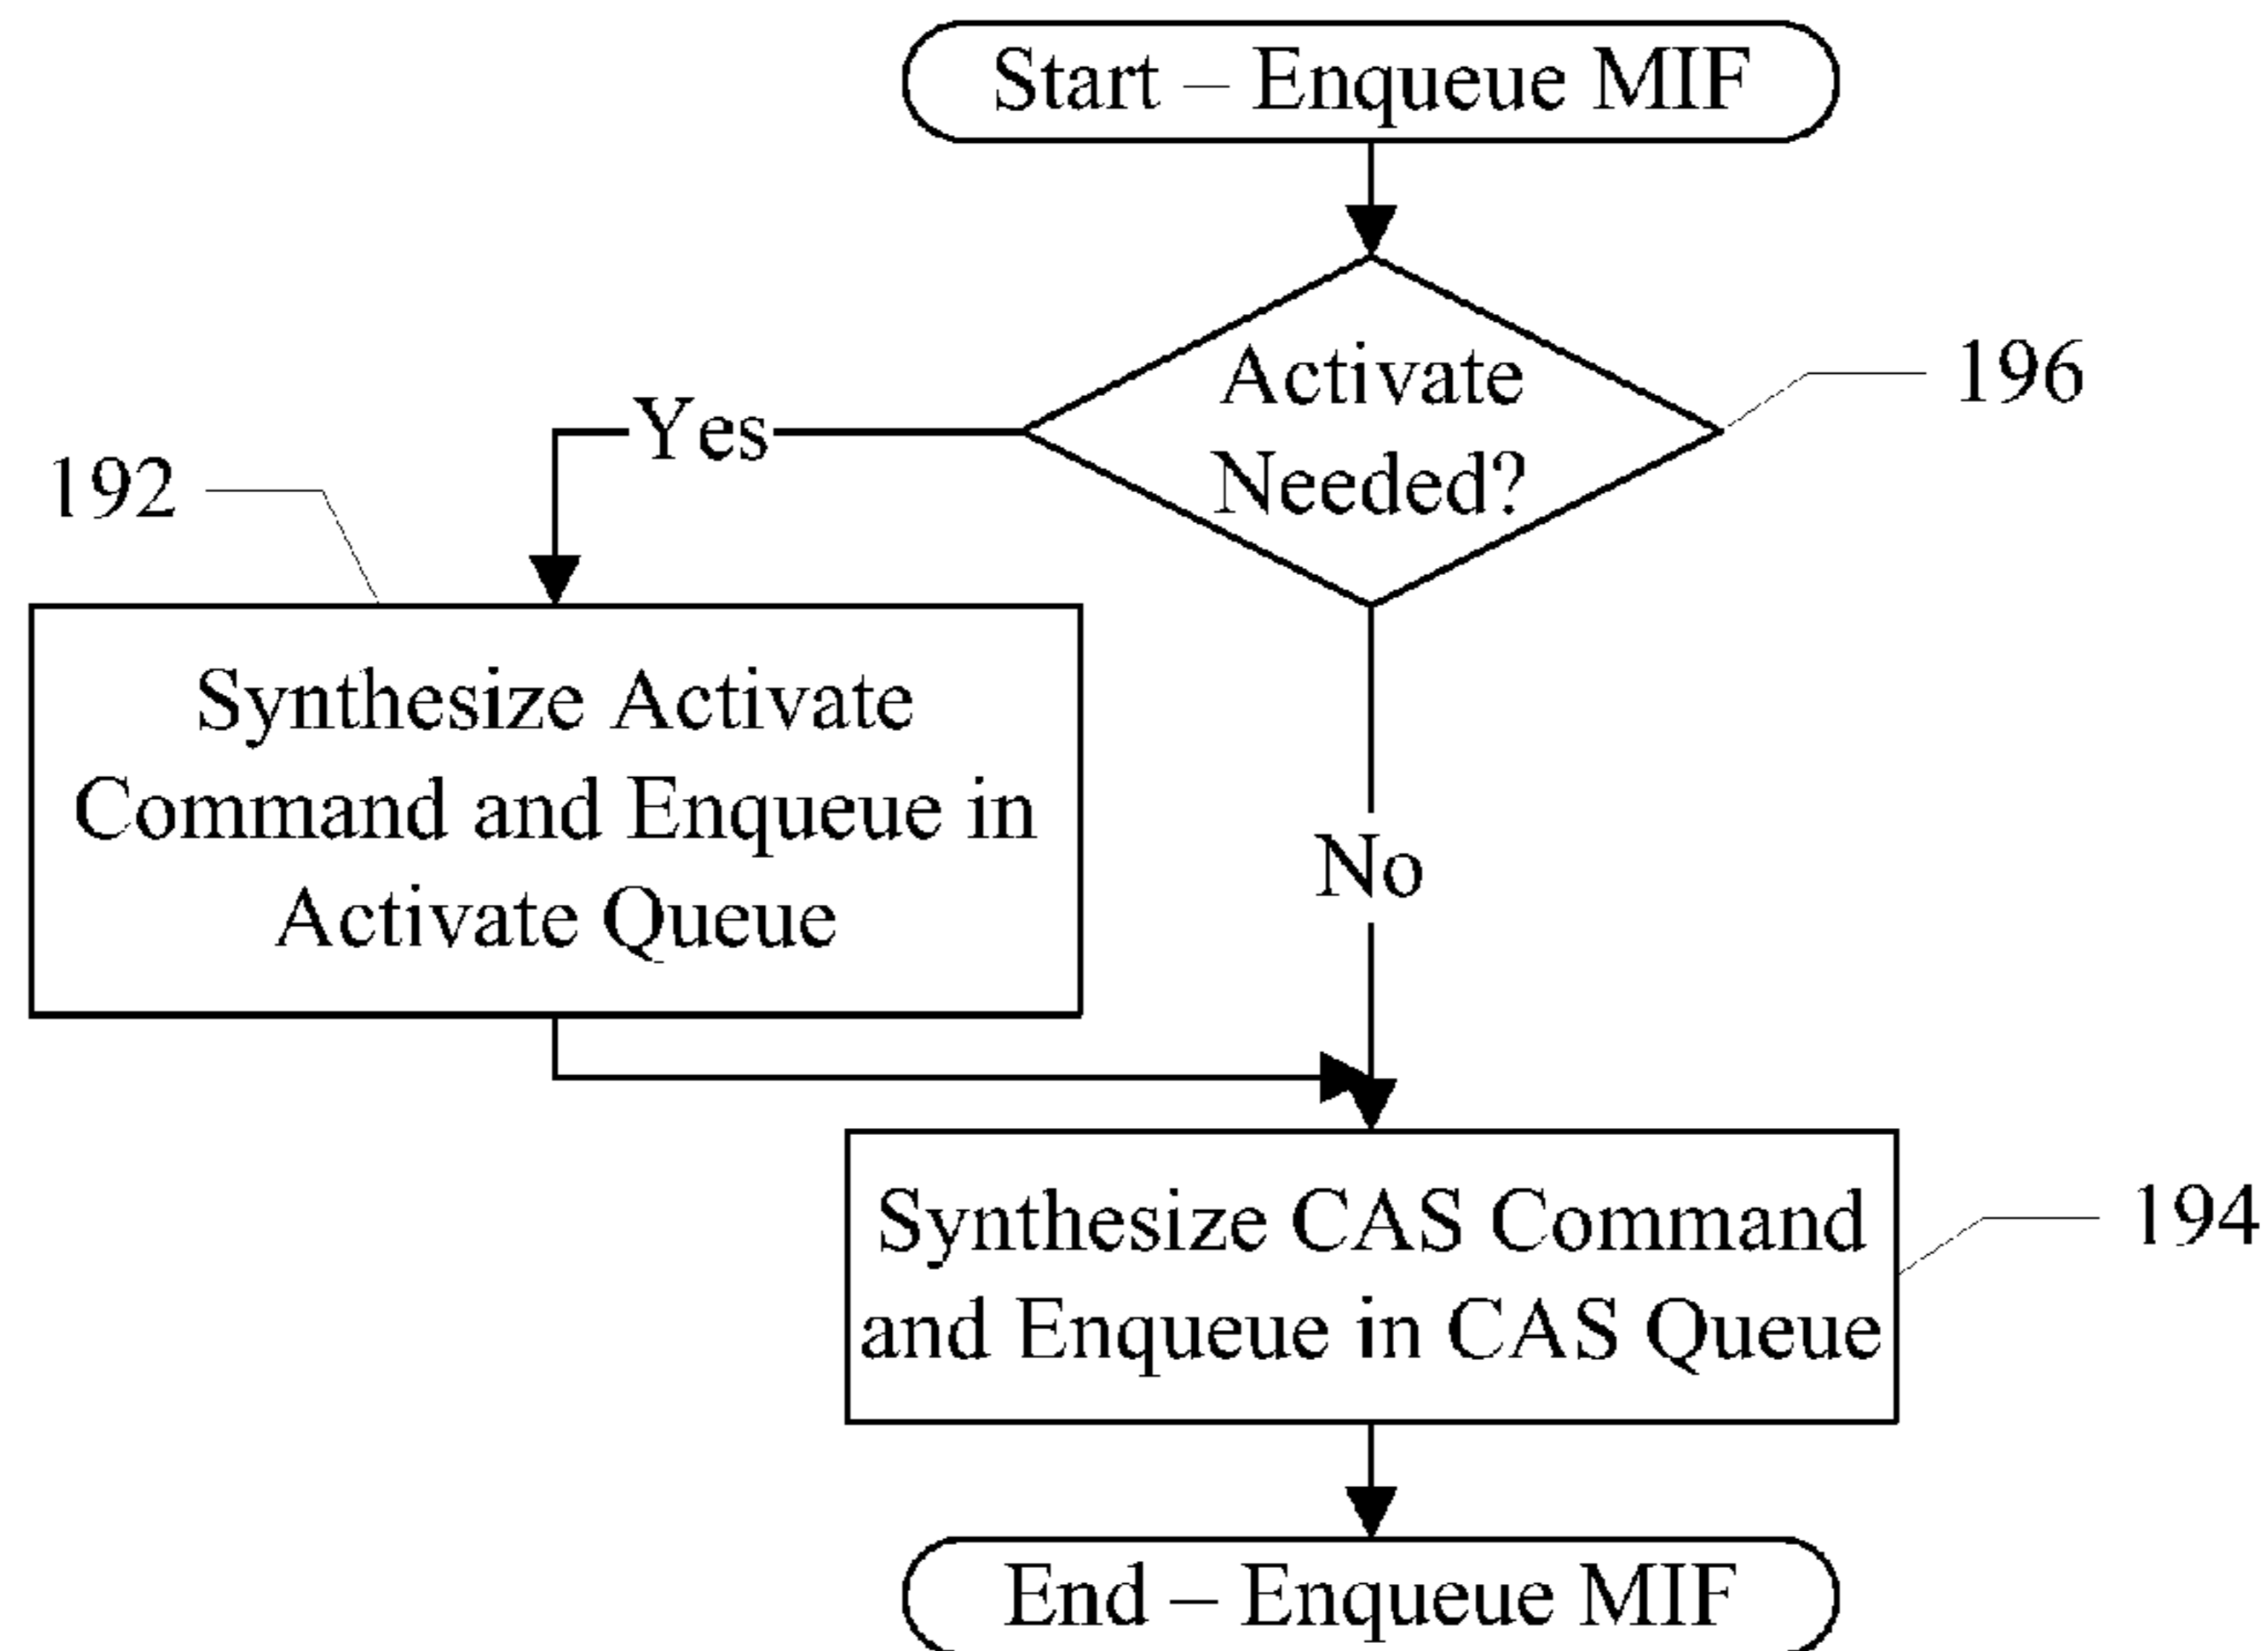 Start – Enqueue MIF
Activate
Needed?
196
Yes
192
Synthesize Activate
Command and Enqueue in
Activate Queue
No
Synthesize CAS Command
and Enqueue in CAS Queue
194
End – Enqueue MIF